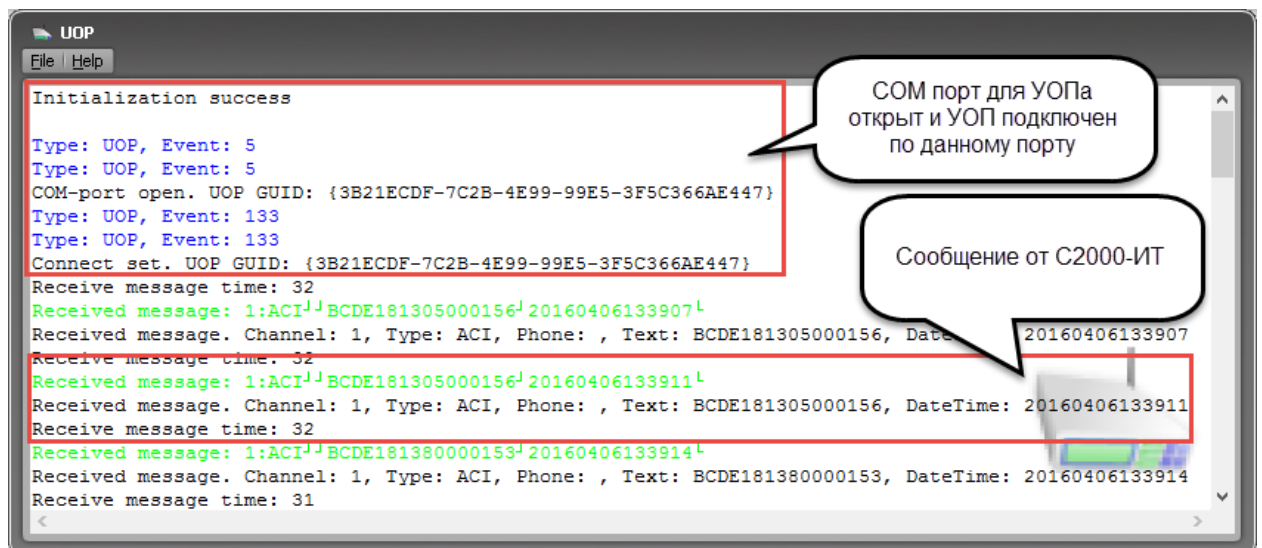 UOP
File Help
Initialization success
Type: UOP, Event: 5
Type: UOP, Event: 5
COM-port open. UOP GUID: {3B21ECDF-7C2B-4E99-99E5-3F5C366AE447}
Type: UOP, Event: 133
Type: UOP, Event: 133
Connect set. UOP GUID: {3B21ECDF-7C2B-4E99-99E5-3F5C366AE447}
Receive message time: 32
Received message: 1:ACI┘┘BCDE181305000156┘20160406133907└
Received message. Channel: 1, Type: ACI, Phone: , Text: BCDE181305000156, DateTime: 20160406133907
Receive message time: 32
Received message: 1:ACI┘┘BCDE181305000156┘20160406133911└
Received message. Channel: 1, Type: ACI, Phone: , Text: BCDE181305000156, DateTime: 20160406133911
Receive message time: 32
Received message: 1:ACI┘┘BCDE181380000153┘20160406133914└
Received message. Channel: 1, Type: ACI, Phone: , Text: BCDE181380000153, DateTime: 20160406133914
Receive message time: 31
COM порт для УОПа
открыт и УОП подключен
по данному порту
Сообщение от С2000-ИТ